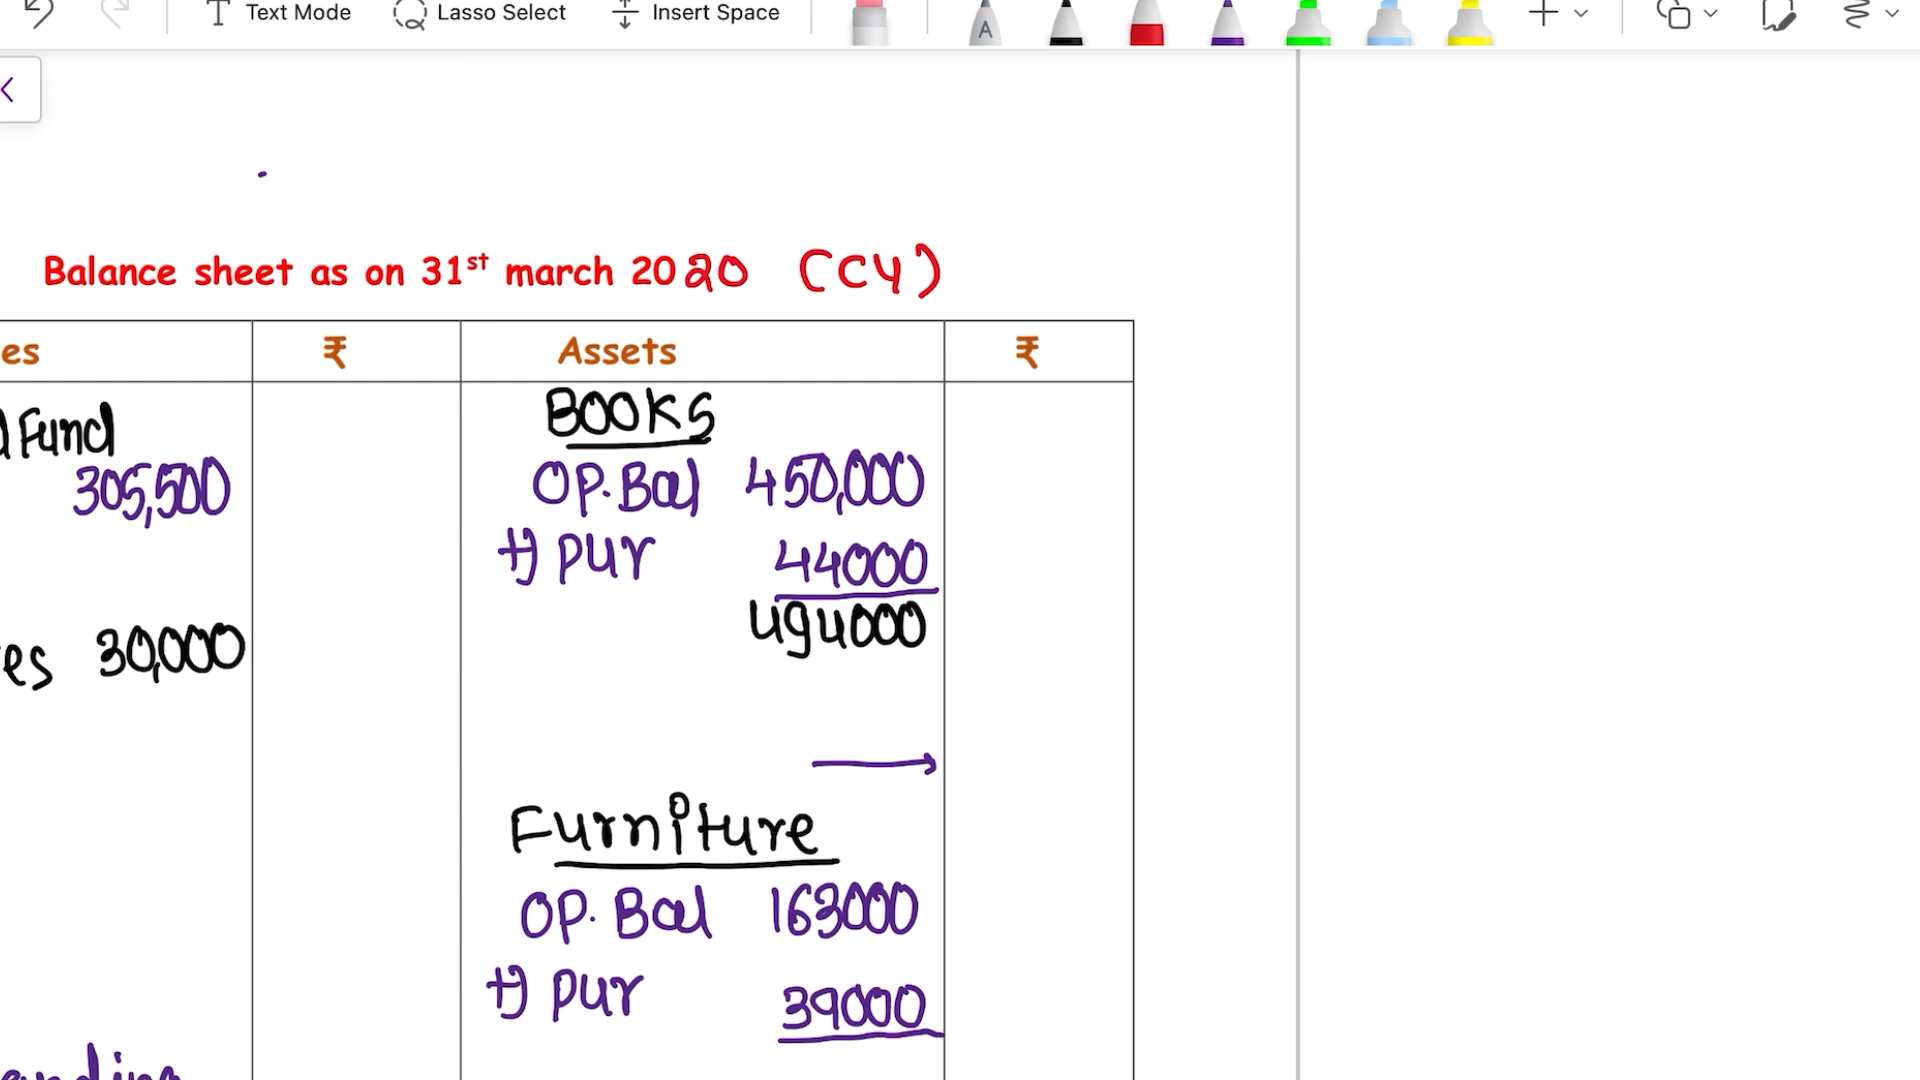 Text Mode Lasso Select Insert Space
A
Balance sheet as on 31st march 2020 (CY)
es ₹ Assets ₹
Fund
305,500
es 30,000
BOOKS
OP.Bal 450,000
+) pur 44000
494000
Furniture
OP. Bal 163000
+) pur 39000